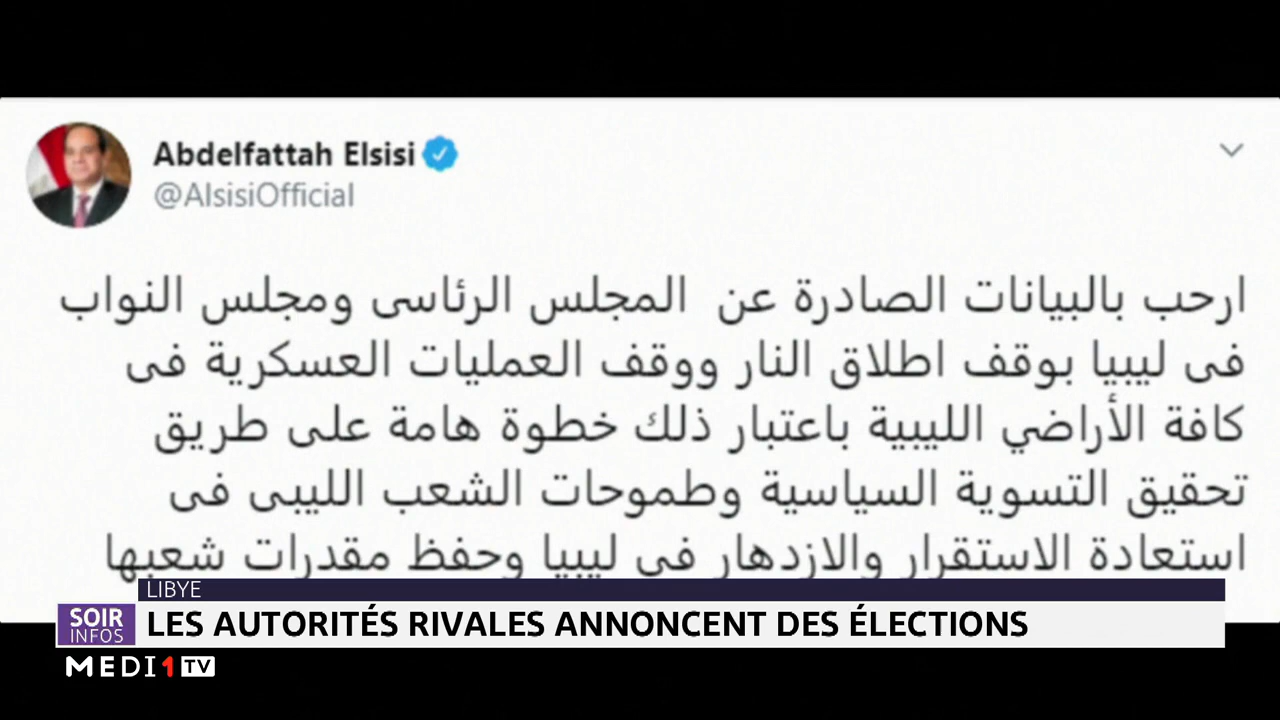 Abdelfattah Elsisi
@AlsisiOfficial
ارحب بالبيانات الصادرة عن المجلس الرئاسى ومجلس النواب
فى ليبيا بوقف اطلاق النار ووقف العمليات العسكرية فى
كافة الأراضي الليبية باعتبار ذلك خطوة هامة على طريق
تحقيق التسوية السياسية وطموحات الشعب الليبى فى
استعادة الاستقرار والازدهار فى ليبيا وحفظ مقدرات شعبها
LIBYE
SOIR INFOS
LES AUTORITÉS RIVALES ANNONCENT DES ÉLECTIONS
MEDI1 TV